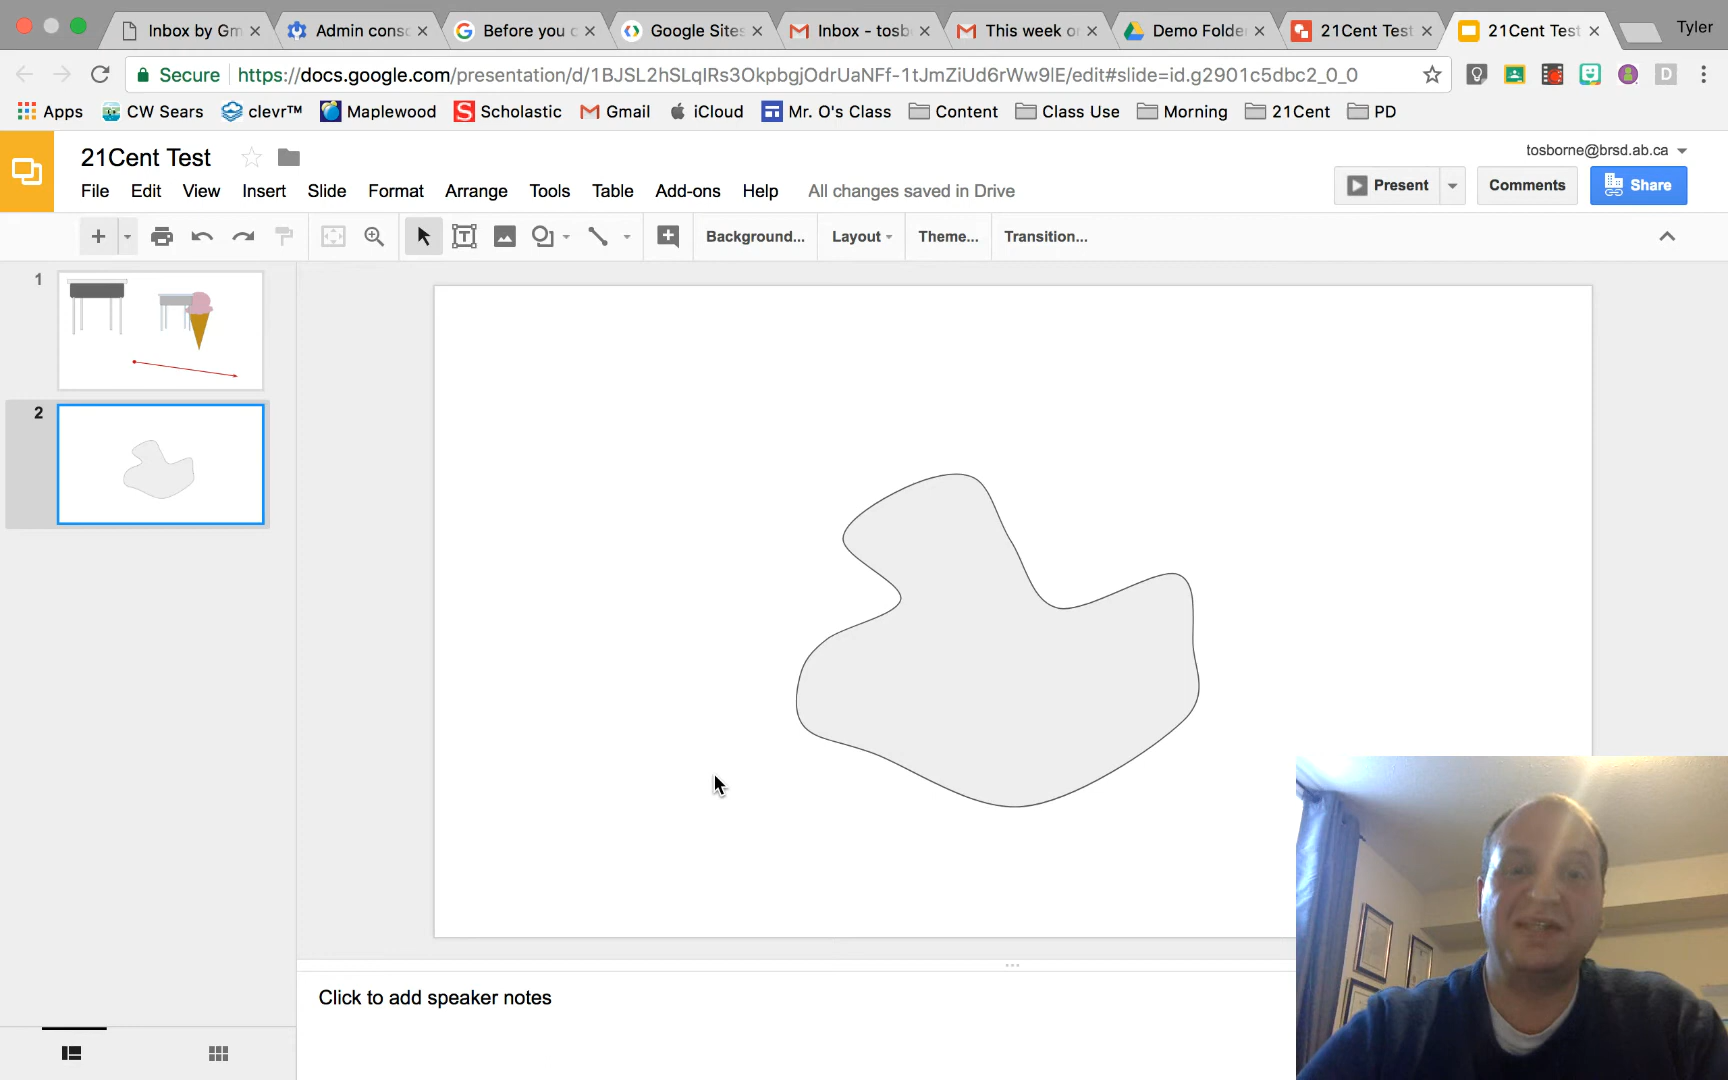 Inbox by Gm
Admin conso
Before you c
Google Sites
Inbox - tosb
This week o
Demo Folde
21Cent Test
21Cent Test
Tyler
Secure
https://docs.google.com/presentation/d/1BJSL2hSLqIRs3OkpbgjOdrUaNFf-1tJmZiUd6rWw9lE/edit#slide=id.g2901c5dbc2_0_0
D
Apps
CW Sears
clevr™
Maplewood
S Scholastic
Gmail
iCloud
Mr. O's Class
Content
Class Use
Morning
21Cent
PD
21Cent Test
tosborne@brsd.ab.ca
File Edit View Insert Slide Format Arrange Tools Table Add-ons Help
All changes saved in Drive
Present
Comments
Share
Background...
Layout
Theme...
Transition...
1
2
Click to add speaker notes